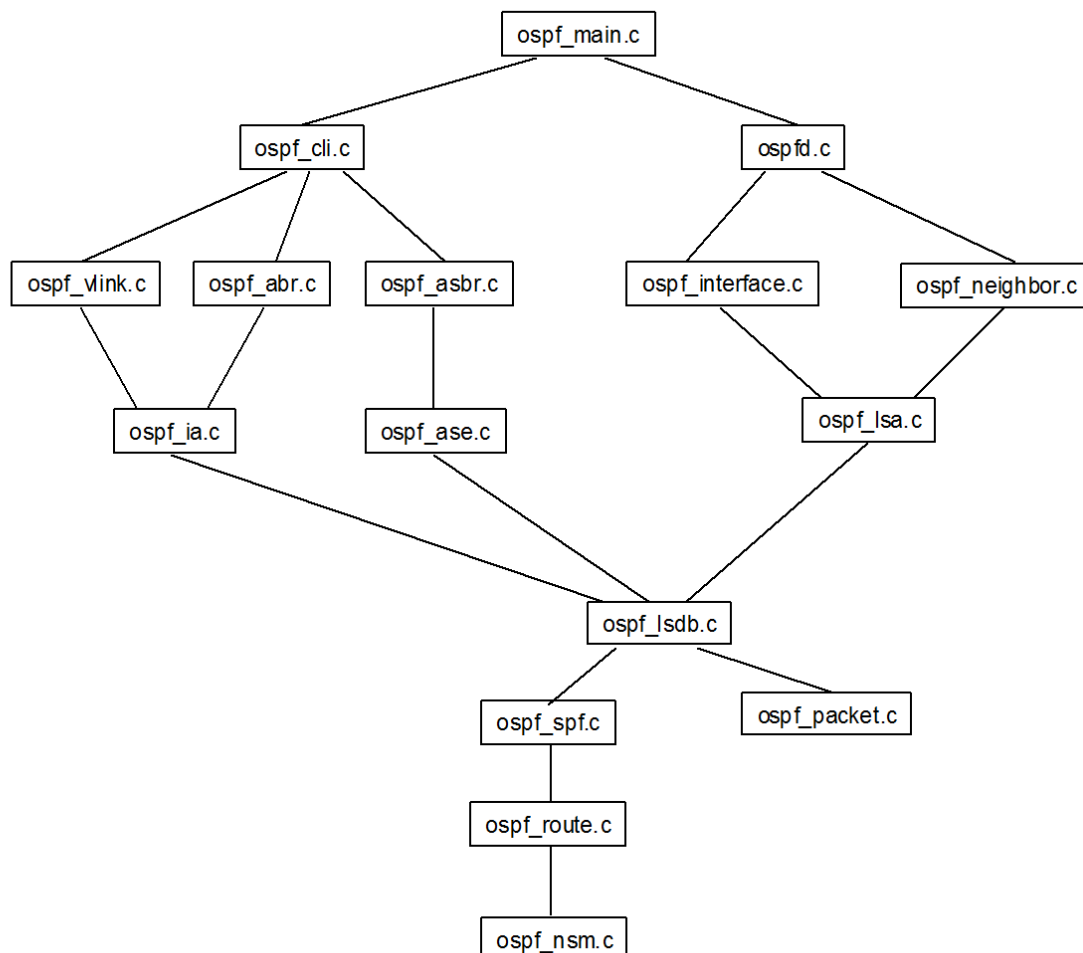 ospf_main.c
ospf_cli.c
ospfd.c
ospf_vlink.c
ospf_abr.c
ospf_asbr.c
ospf_interface.c
ospf_neighbor.c
ospf_ia.c
ospf_ase.c
ospf_lsa.c
ospf_lsdb.c
ospf_spf.c
ospf_packet.c
ospf_route.c
ospf_nsm.c